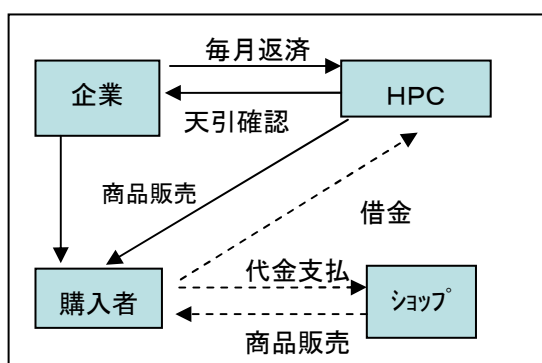 毎月返済
企業
HPC
天引確認
商品販売
借金
代金支払
購入者
ショップ
商品販売